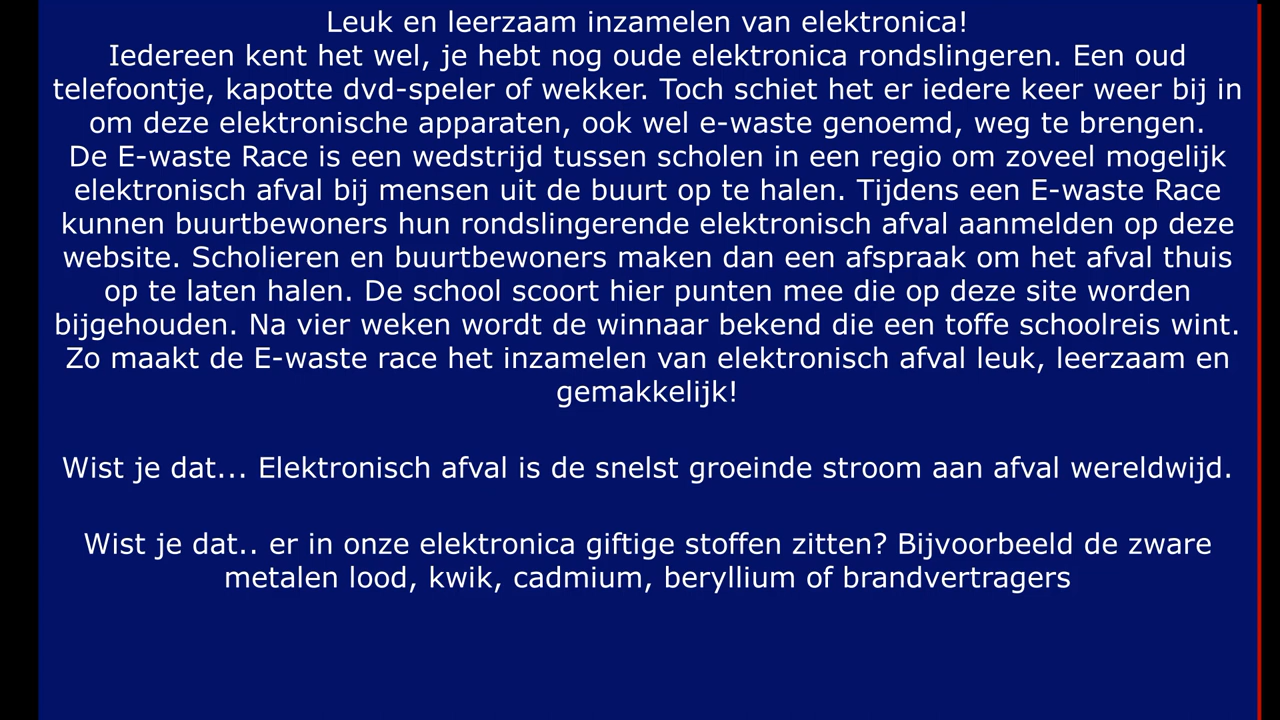 Leuk en leerzaam inzamelen van elektronica!
Iedereen kent het wel, je hebt nog oude elektronica rondslingeren. Een oud
telefoontje, kapotte dvd-speler of wekker. Toch schiet het er iedere keer weer bij in
om deze elektronische apparaten, ook wel e-waste genoemd, weg te brengen.
De E-waste Race is een wedstrijd tussen scholen in een regio om zoveel mogelijk
elektronisch afval bij mensen uit de buurt op te halen. Tijdens een E-waste Race
kunnen buurtbewoners hun rondslingerende elektronisch afval aanmelden op deze
website. Scholieren en buurtbewoners maken dan een afspraak om het afval thuis
op te laten halen. De school scoort hier punten mee die op deze site worden
bijgehouden. Na vier weken wordt de winnaar bekend die een toffe schoolreis wint.
Zo maakt de E-waste race het inzamelen van elektronisch afval leuk, leerzaam en
gemakkelijk!
Wist je dat... Elektronisch afval is de snelst groeinde stroom aan afval wereldwijd.
Wist je dat.. er in onze elektronica giftige stoffen zitten? Bijvoorbeeld de zware
metalen lood, kwik, cadmium, beryllium of brandvertragers